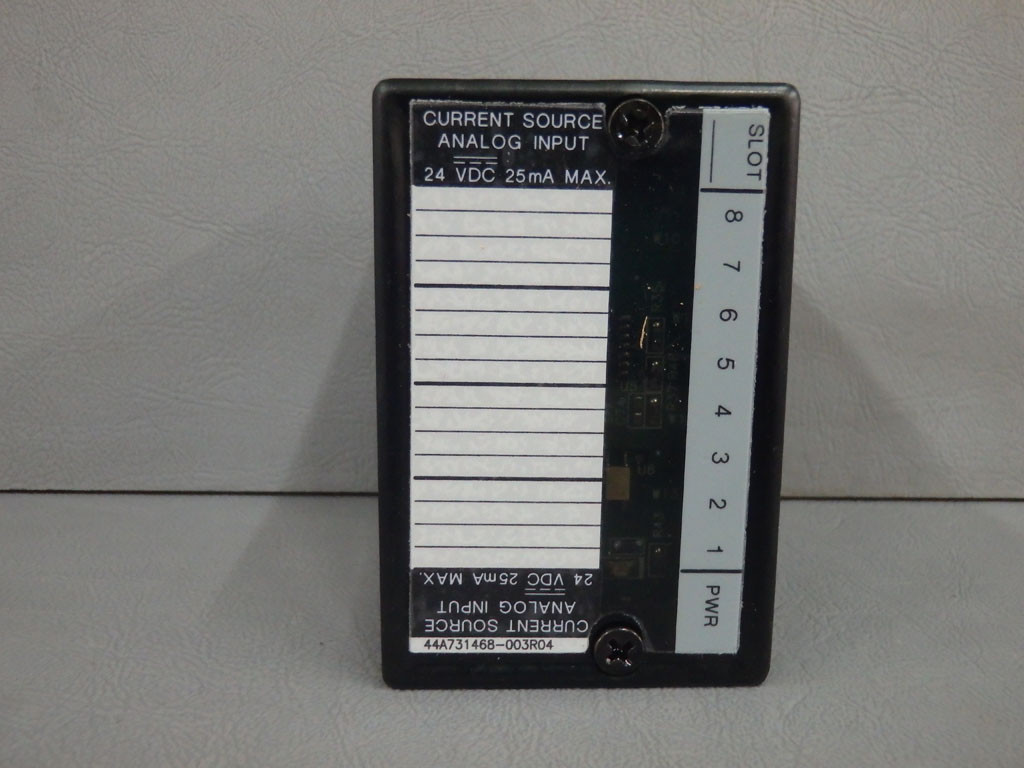 CURRENT SOURCE
ANALOG INPUT
24 VDC 25mA MAX.
24 VDC 25mA MAX.
CURRENT SOURCE
ANALOG INPUT
44A731468-003R04
SLOT
8
7
6
5
4
3
2
1
PWR